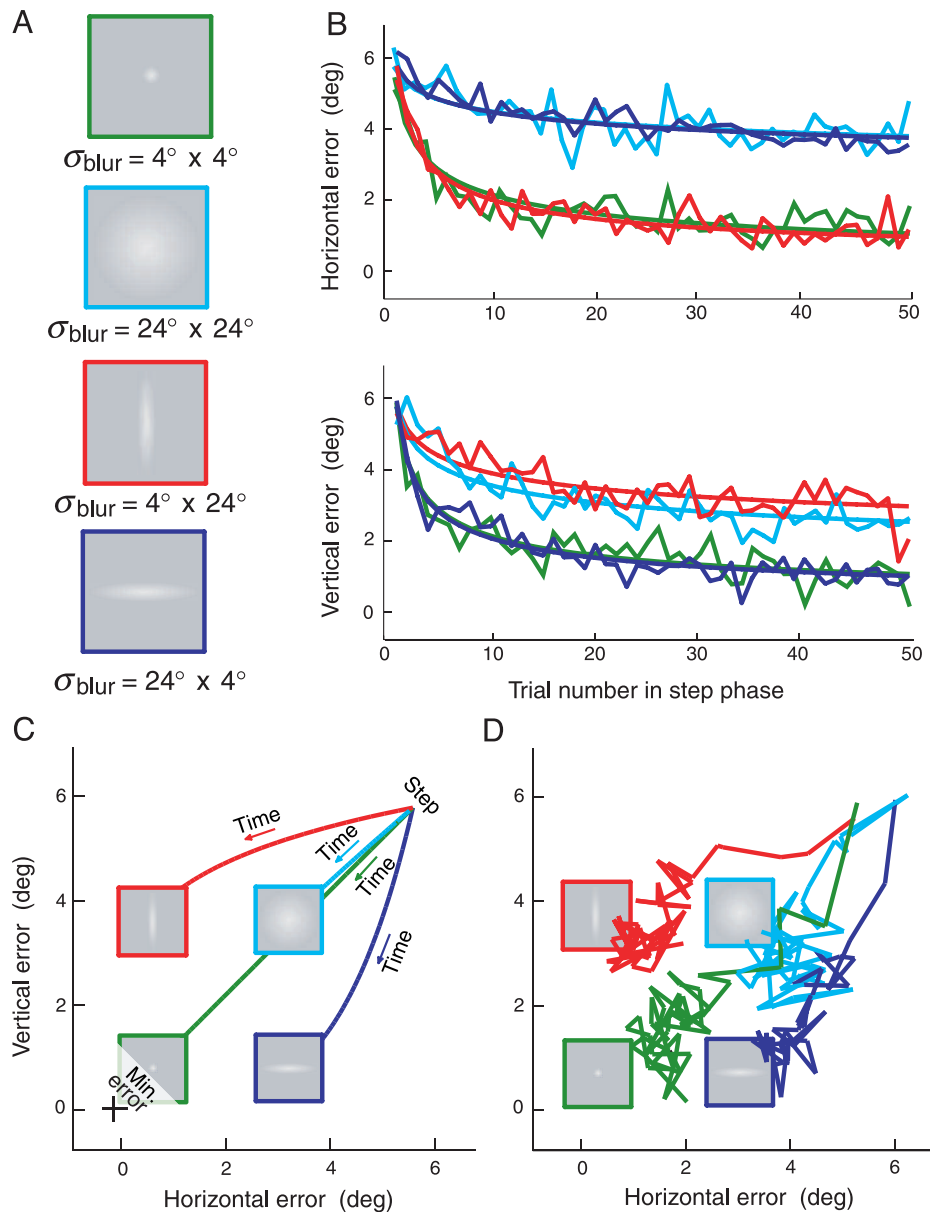 A
σblur = 4° x 4°
σblur = 24° x 24°
σblur = 4° x 24°
σblur = 24° x 4°
B
Horizontal error (deg)
6
4
2
0
0 10 20 30 40 50
Vertical error (deg)
6
4
2
0
0 10 20 30 40 50
Trial number in step phase
C
Vertical error (deg)
6
4
2
0
Step
Time
Time
Time
Time
Min.
error
0 2 4 6
Horizontal error (deg)
D
6
4
2
0
0 2 4 6
Horizontal error (deg)